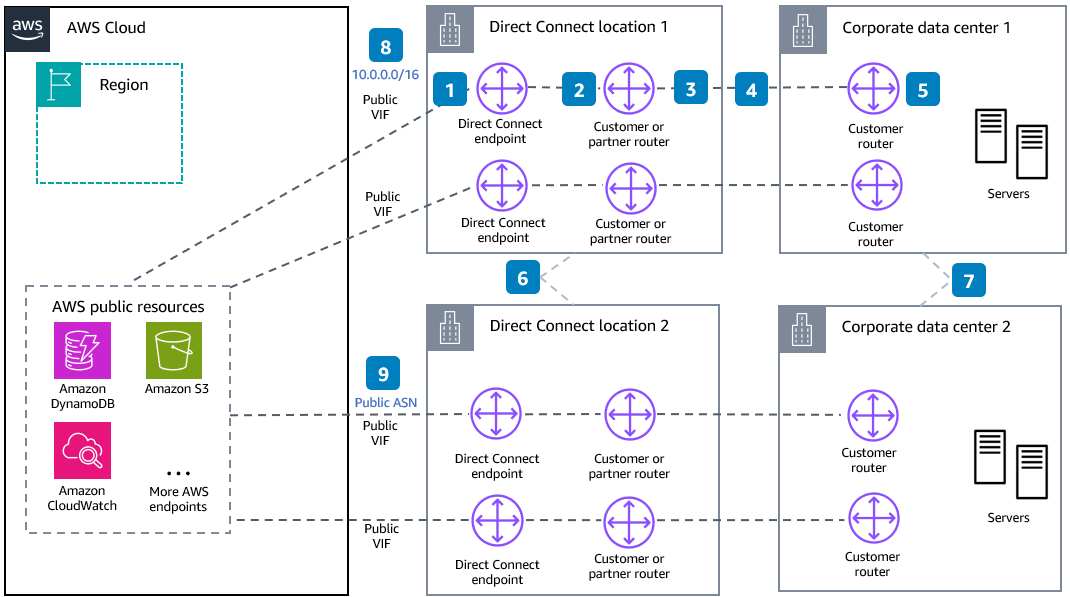 aws
AWS Cloud
Region
8
10.0.0.0/16
Public
VIF
Direct Connect location 1
Corporate data center 1
1
2
3
4
5
Direct Connect
endpoint
Customer or
partner router
Customer
router
Servers
Public
VIF
Direct Connect
endpoint
Customer or
partner router
Customer
router
6
7
AWS public resources
Amazon
DynamoDB
Amazon S3
Amazon
CloudWatch
...
More AWS
endpoints
Direct Connect location 2
Corporate data center 2
9
Public ASN
Public
VIF
Direct Connect
endpoint
Customer or
partner router
Customer
router
Servers
Public
VIF
Direct Connect
endpoint
Customer or
partner router
Customer
router